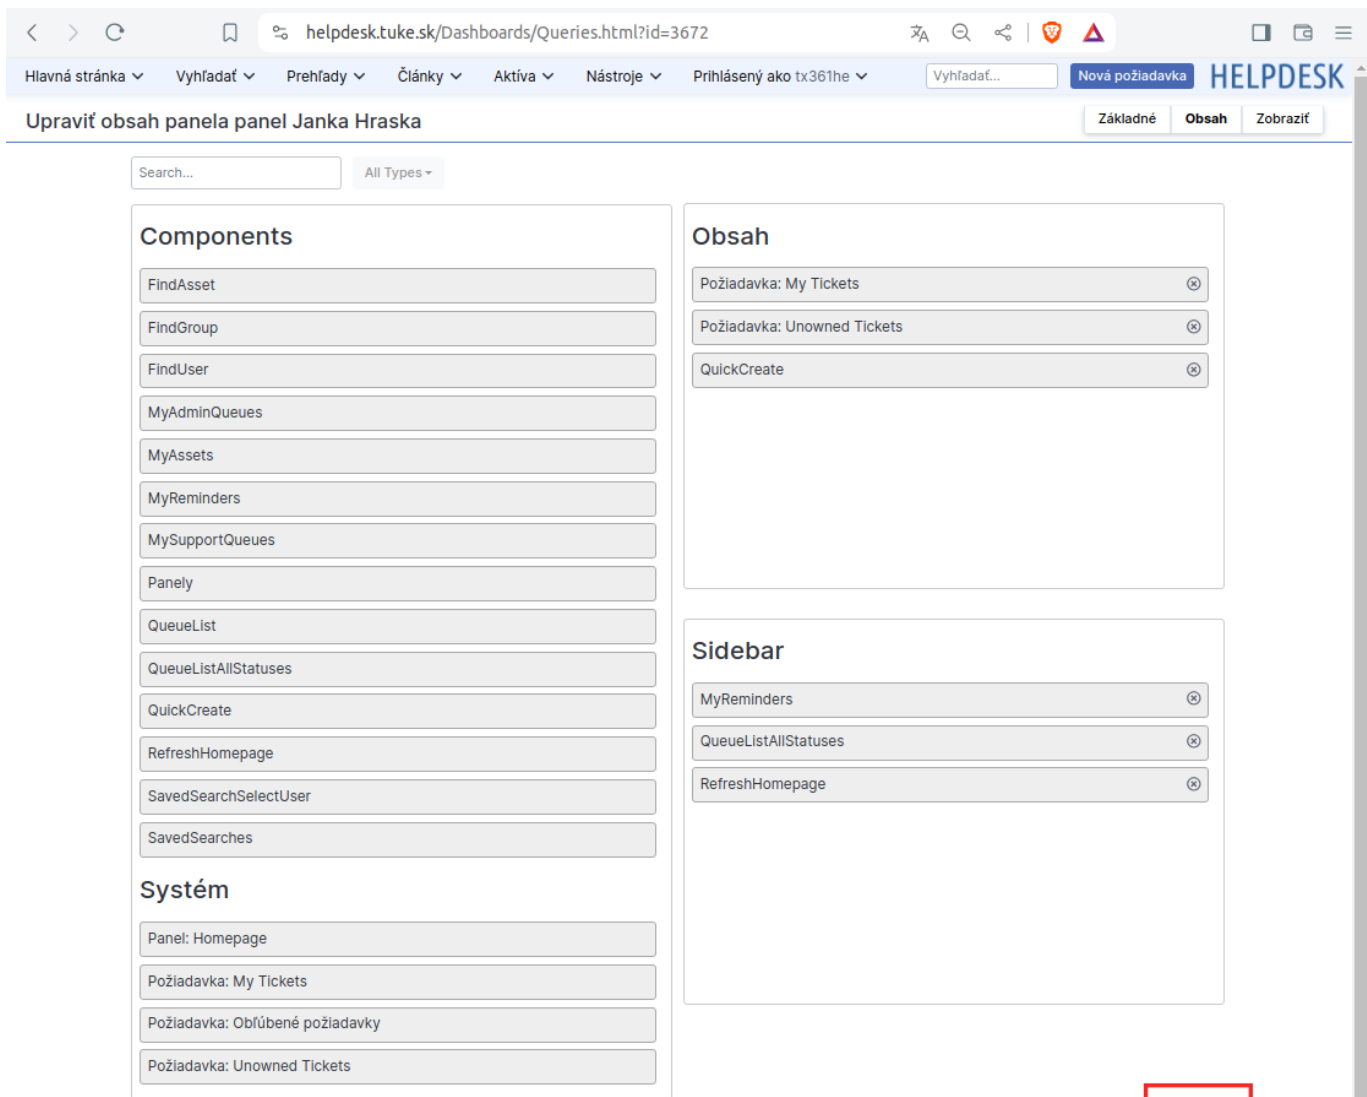 helpdesk.tuke.sk/Dashboards/Queries.html?id=3672
Hlavná stránka Vyhľadať Prehľady Články Aktíva Nástroje Prihlásený ako tx361he Vyhľadať... Nová požiadavka HELPDESK
Upraviť obsah panela panel Janka Hraska Základné Obsah Zobraziť
Search... All Types
Components
FindAsset
FindGroup
FindUser
MyAdminQueues
MyAssets
MyReminders
MySupportQueues
Panely
QueueList
QueueListAllStatuses
QuickCreate
RefreshHomepage
SavedSearchSelectUser
SavedSearches
Systém
Panel: Homepage
Požiadavka: My Tickets
Požiadavka: Obľúbené požiadavky
Požiadavka: Unowned Tickets
Obsah
Požiadavka: My Tickets
Požiadavka: Unowned Tickets
QuickCreate
Sidebar
MyReminders
QueueListAllStatuses
RefreshHomepage